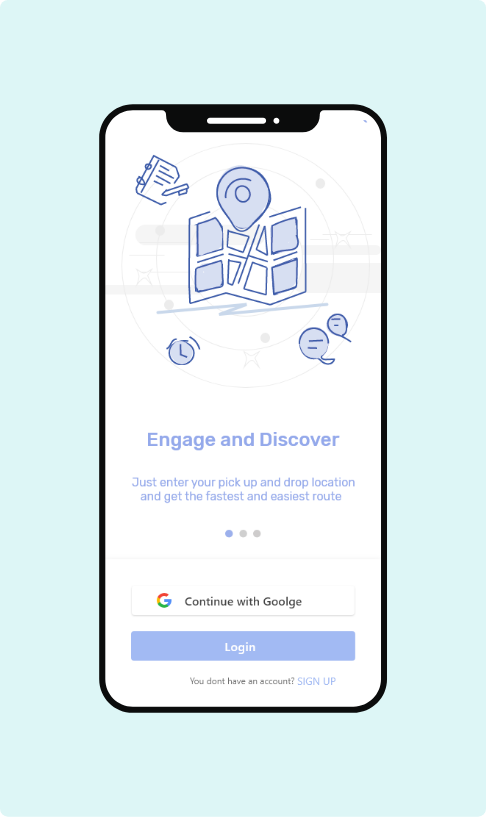 Engage and Discover
Just enter your pick up and drop location
and get the fastest and easiest route
Continue with Goolge
Login
You dont have an account? SIGN UP